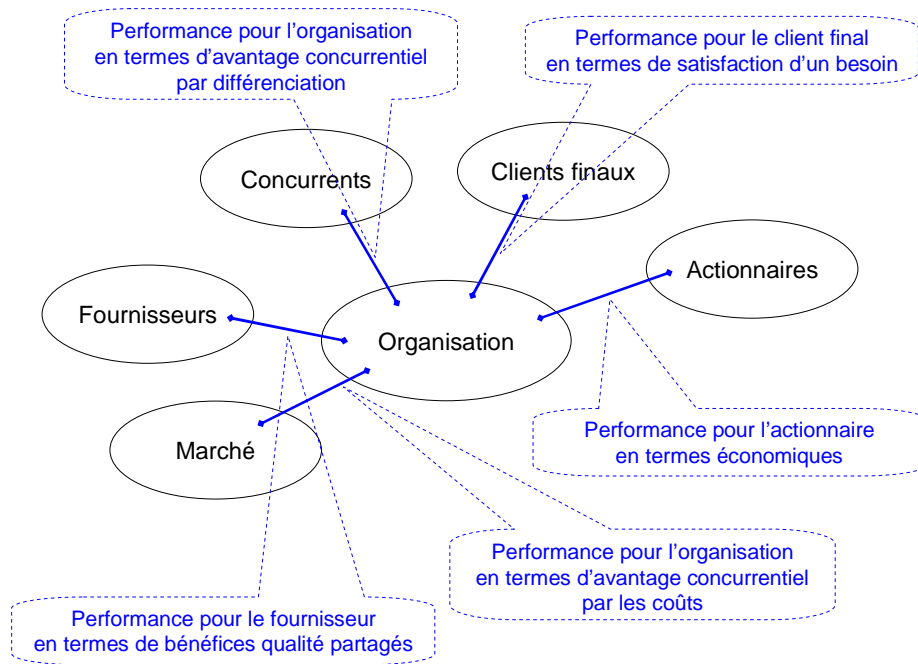 Performance pour l’organisation
en termes d’avantage concurrentiel
par différenciation
Performance pour le client final
en termes de satisfaction d’un besoin
Concurrents
Clients finaux
Actionnaires
Fournisseurs
Organisation
Marché
Performance pour l’actionnaire
en termes économiques
Performance pour l’organisation
en termes d’avantage concurrentiel
par les coûts
Performance pour le fournisseur
en termes de bénéfices qualité partagés